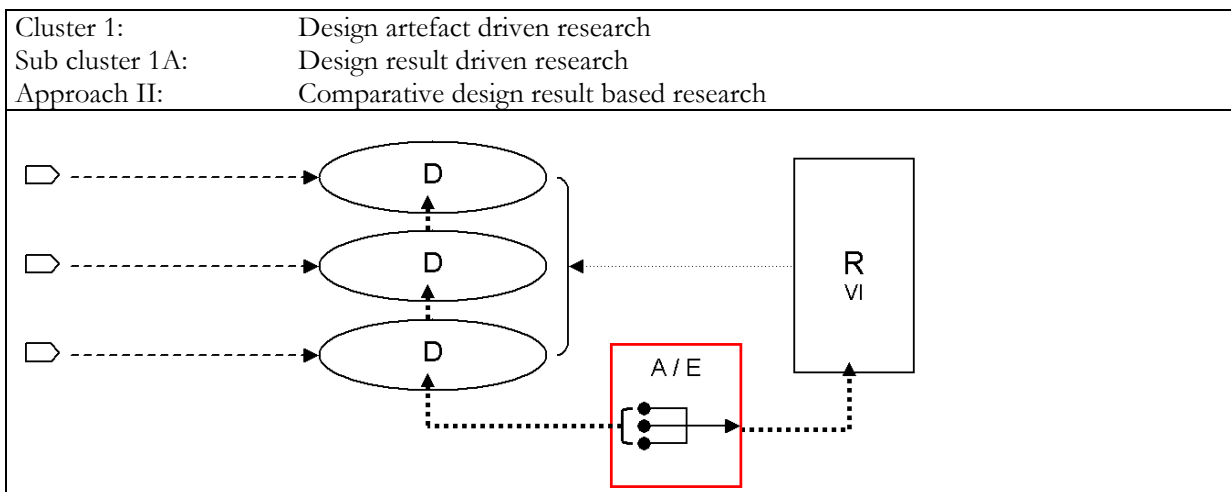 Cluster 1: Design artefact driven research
Sub cluster 1A: Design result driven research
Approach II: Comparative design result based research
D
D
R
VI
D
A / E